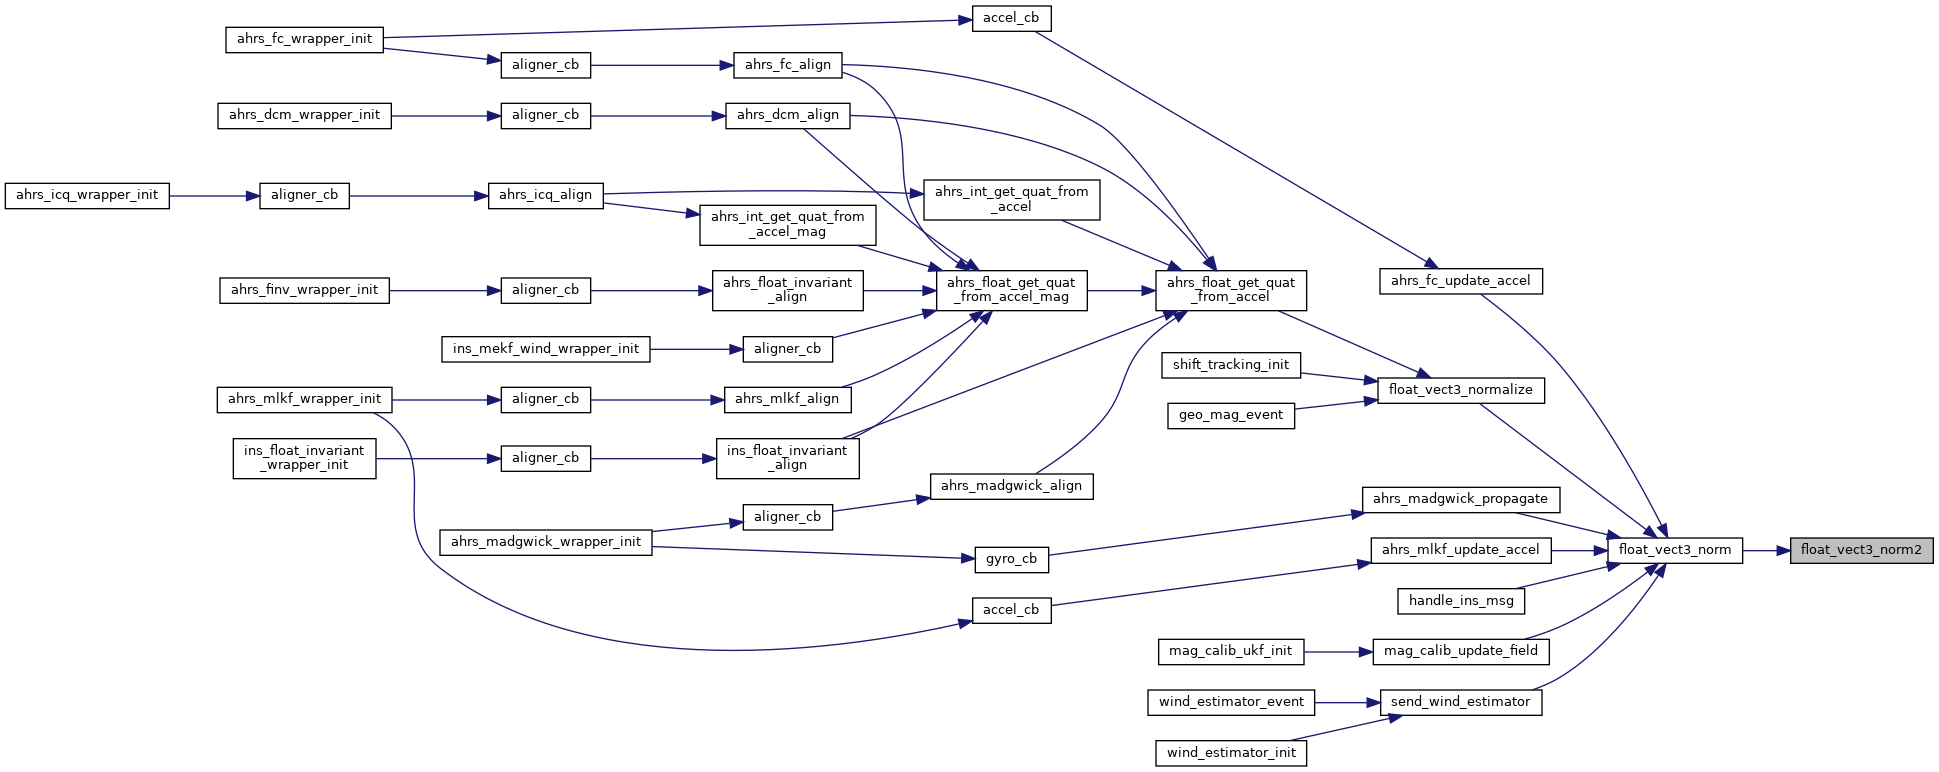 accel_cb
ahrs_fc_wrapper_init
aligner_cb
ahrs_fc_align
ahrs_dcm_wrapper_init
aligner_cb
ahrs_dcm_align
ahrs_icq_wrapper_init
aligner_cb
ahrs_icq_align
ahrs_int_get_quat_from
_accel
ahrs_int_get_quat_from
_accel_mag
ahrs_finv_wrapper_init
aligner_cb
ahrs_float_invariant
_align
ahrs_float_get_quat
_from_accel_mag
ahrs_float_get_quat
_from_accel
ahrs_fc_update_accel
ins_mekf_wind_wrapper_init
aligner_cb
shift_tracking_init
float_vect3_normalize
geo_mag_event
ahrs_mlkf_wrapper_init
aligner_cb
ahrs_mlkf_align
ins_float_invariant
_wrapper_init
aligner_cb
ins_float_invariant
_align
ahrs_madgwick_align
ahrs_madgwick_propagate
aligner_cb
ahrs_madgwick_wrapper_init
gyro_cb
ahrs_mlkf_update_accel
float_vect3_norm
float_vect3_norm2
accel_cb
handle_ins_msg
mag_calib_ukf_init
mag_calib_update_field
wind_estimator_event
send_wind_estimator
wind_estimator_init